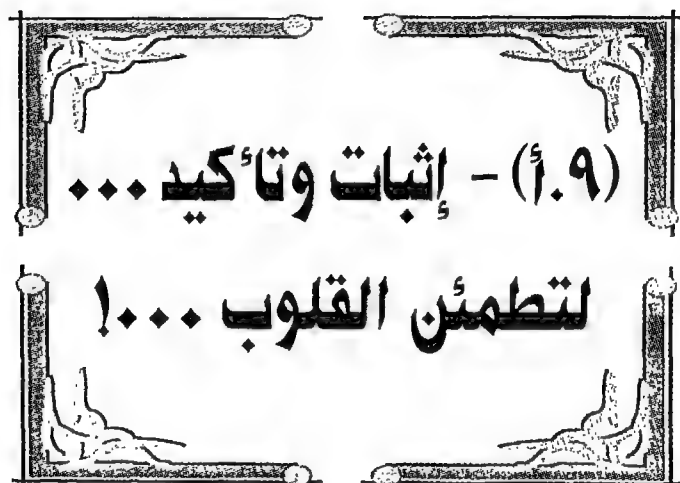 (٩.أ) - إثبات وتأكيد ...
لتطمئن القلوب ...!